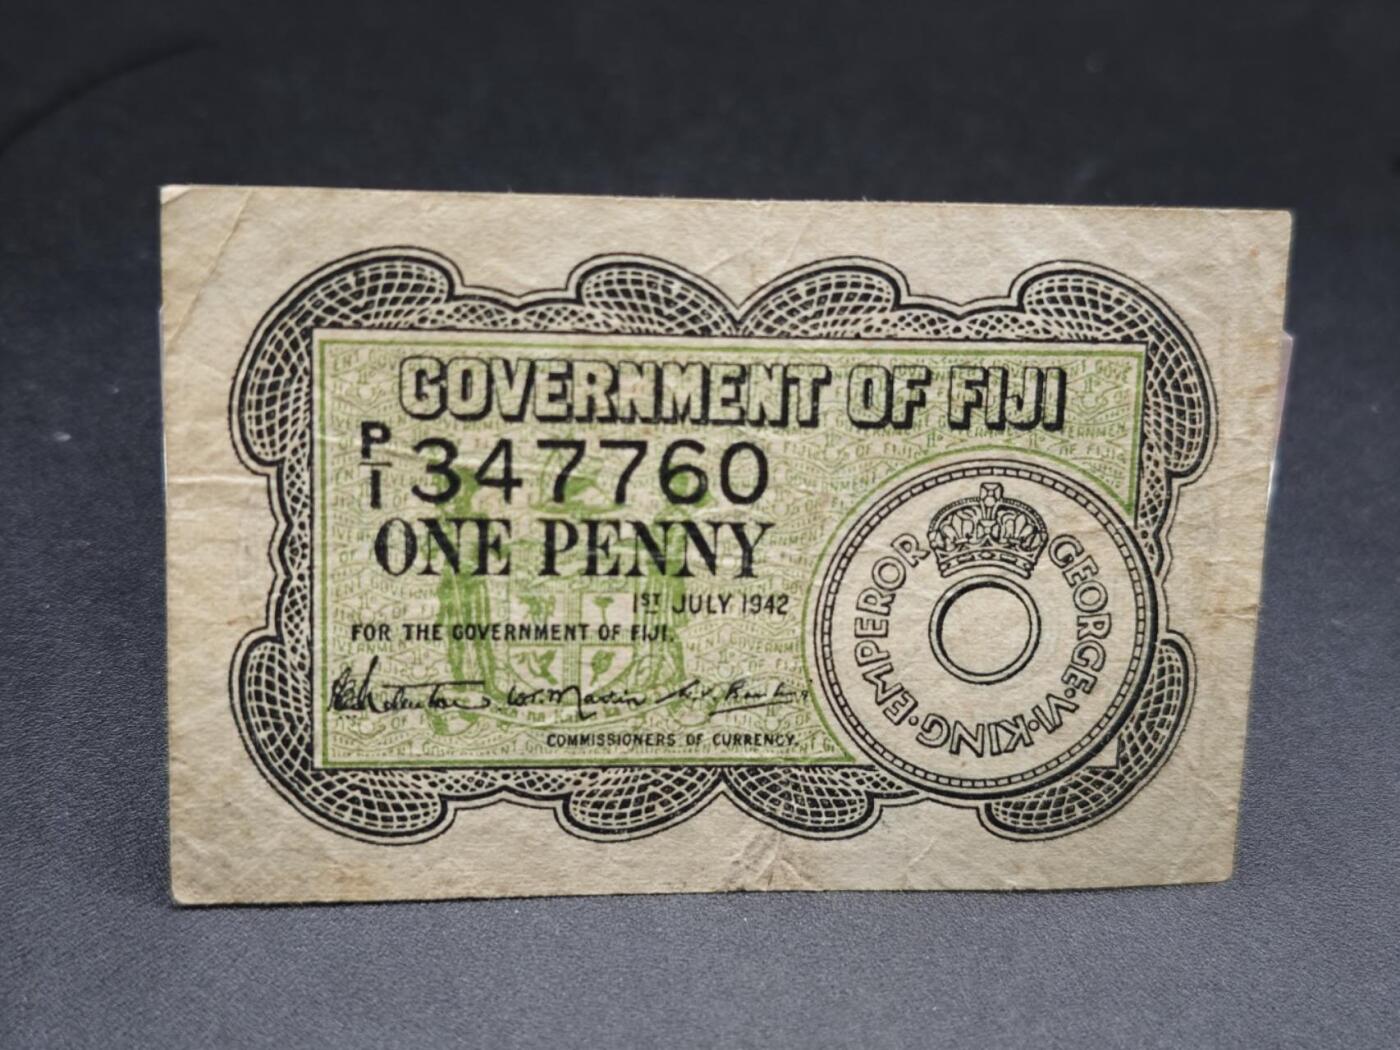 GOVERNMENT OF FIJI
P/1 347760
ONE PENNY
1ST JULY 1942
FOR THE GOVERNMENT OF FIJI.
COMMISSIONERS OF CURRENCY.
GEORGE·VI·KING·EMPEROR